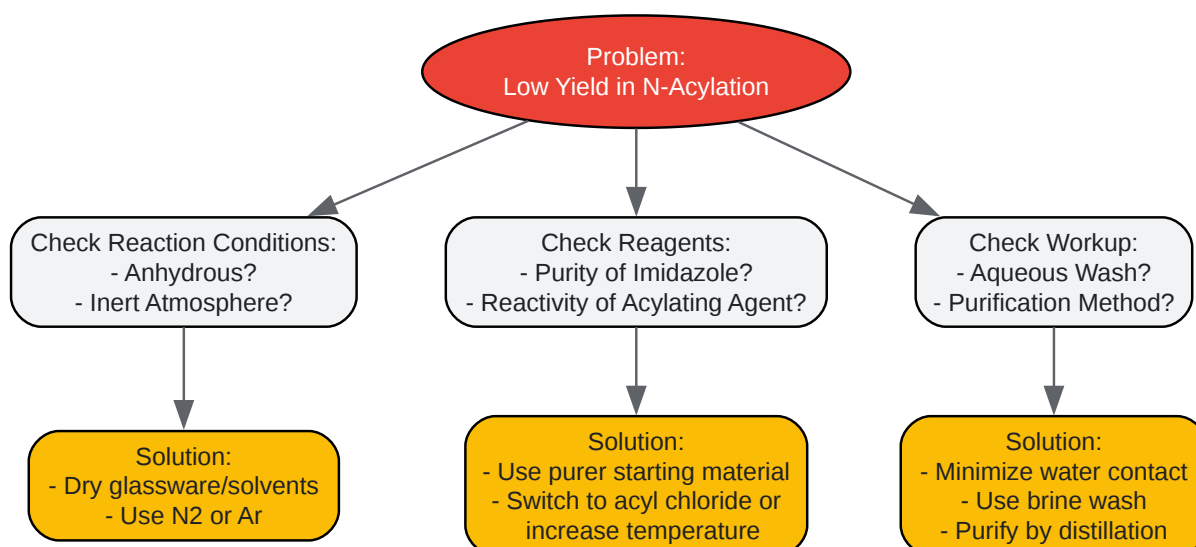 Problem:
Low Yield in N-Acylation
Check Reaction Conditions:
- Anhydrous?
- Inert Atmosphere?
Check Reagents:
- Purity of Imidazole?
- Reactivity of Acylating Agent?
Check Workup:
- Aqueous Wash?
- Purification Method?
Solution:
- Dry glassware/solvents
- Use N2 or Ar
Solution:
- Use purer starting material
- Switch to acyl chloride or
increase temperature
Solution:
- Minimize water contact
- Use brine wash
- Purify by distillation